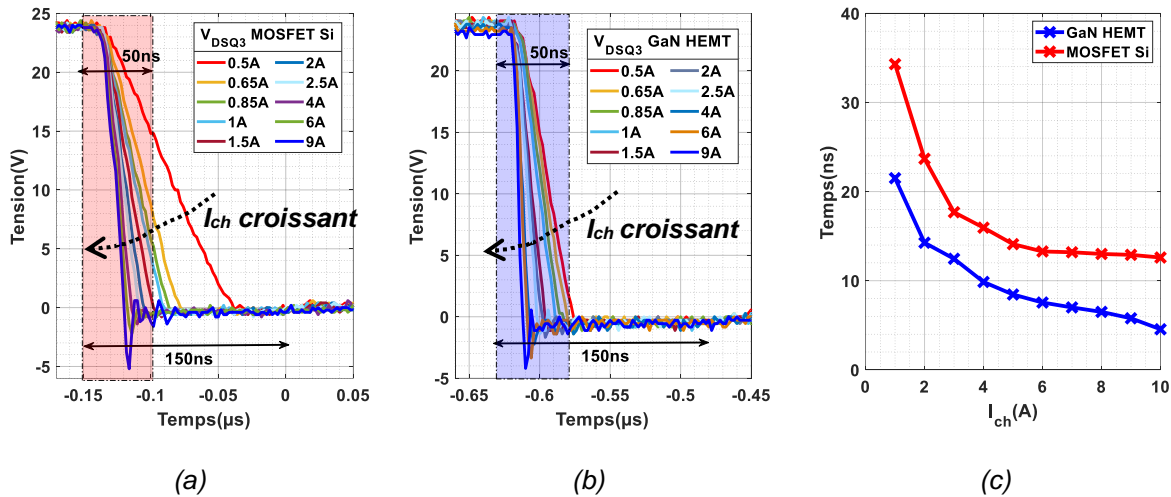 25
20
15
10
5
0
-5
Tension(V)
V_DSQ3 MOSFET Si
0.5A 2A
0.65A 2.5A
0.85A 4A
1A 6A
1.5A 9A
50ns
I_ch croissant
150ns
-0.15 -0.1 -0.05 0 0.05
Temps(µs)
(a)
25
20
15
10
5
0
-5
Tension(V)
V_DSQ3 GaN HEMT
0.5A 2A
0.65A 2.5A
0.85A 4A
1A 6A
1.5A 9A
50ns
I_ch croissant
150ns
-0.65 -0.6 -0.55 -0.5 -0.45
Temps(µs)
(b)
40
30
20
10
0
Temps(ns)
GaN HEMT
MOSFET Si
0 2 4 6 8 10
I_ch(A)
(c)